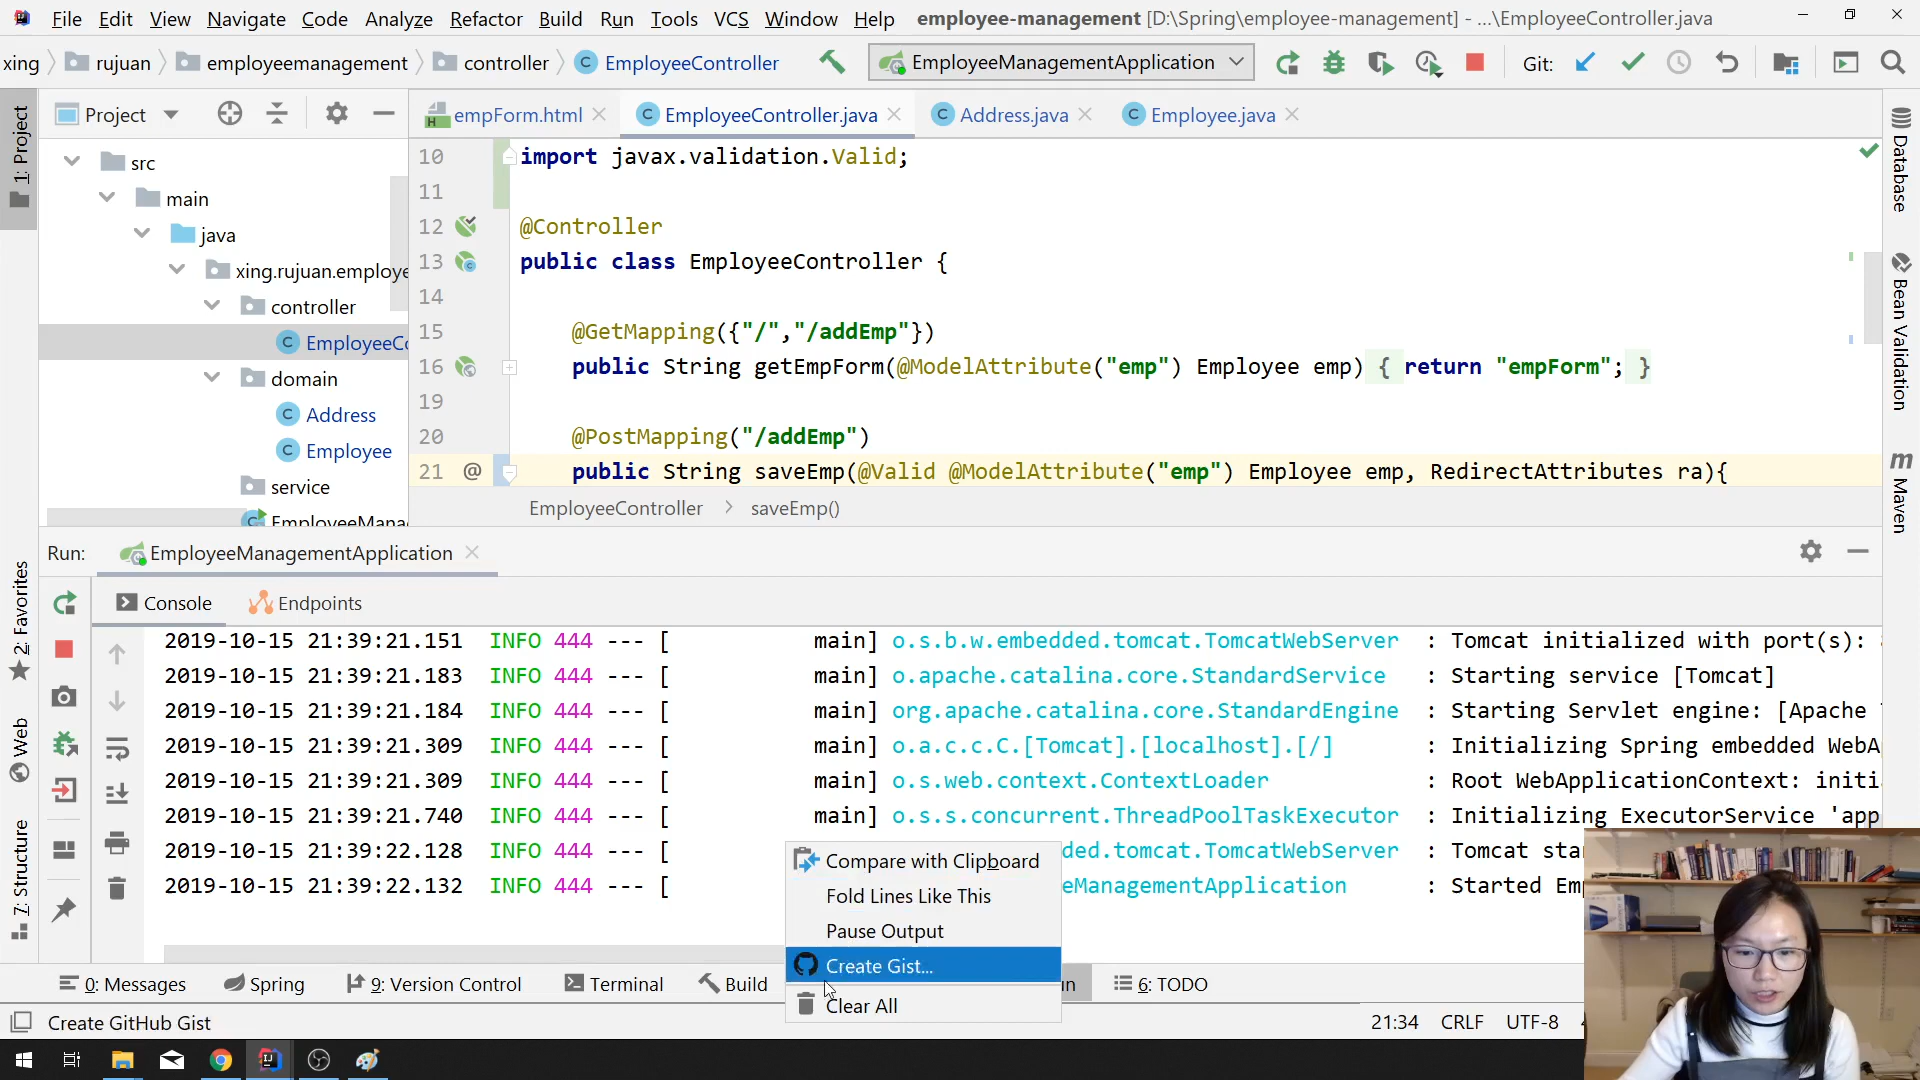 File Edit View Navigate Code Analyze Refactor Build Run Tools VCS Window Help employee-management [D:\Spring\employee-management] - ...\EmployeeController.java
xing rujuan employeemanagement controller C EmployeeController EmployeeManagementApplication Git:
1: Project
Project
empForm.html EmployeeController.java Address.java Employee.java
src
main
java
xing.rujuan.employe
controller
EmployeeCo
domain
Address
Employee
service
EmployeeMana
10 import javax.validation.Valid;
11
12 @Controller
13 public class EmployeeController {
14
15 @GetMapping({"/","/addEmp"})
16 public String getEmpForm(@ModelAttribute("emp") Employee emp) { return "empForm"; }
19
20 @PostMapping("/addEmp")
21 @ public String saveEmp(@Valid @ModelAttribute("emp") Employee emp, RedirectAttributes ra){
EmployeeController > saveEmp()
Database
Bean Validation
Maven
2: Favorites
Web
7: Structure
Run: EmployeeManagementApplication
Console Endpoints
2019-10-15 21:39:21.151 INFO 444 --- [ main] o.s.b.w.embedded.tomcat.TomcatWebServer : Tomcat initialized with port(s):
2019-10-15 21:39:21.183 INFO 444 --- [ main] o.apache.catalina.core.StandardService : Starting service [Tomcat]
2019-10-15 21:39:21.184 INFO 444 --- [ main] org.apache.catalina.core.StandardEngine : Starting Servlet engine: [Apache
2019-10-15 21:39:21.309 INFO 444 --- [ main] o.a.c.c.C.[Tomcat].[localhost].[/] : Initializing Spring embedded WebA
2019-10-15 21:39:21.309 INFO 444 --- [ main] o.s.web.context.ContextLoader : Root WebApplicationContext: initi
2019-10-15 21:39:21.740 INFO 444 --- [ main] o.s.s.concurrent.ThreadPoolTaskExecutor : Initializing ExecutorService 'app
2019-10-15 21:39:22.128 INFO 444 --- [ ded.tomcat.TomcatWebServer : Tomcat star
2019-10-15 21:39:22.132 INFO 444 --- [ eManagementApplication : Started Em
Compare with Clipboard
Fold Lines Like This
Pause Output
Create Gist...
Clear All
0: Messages Spring 9: Version Control Terminal Build un 6: TODO
Create GitHub Gist 21:34 CRLF UTF-8